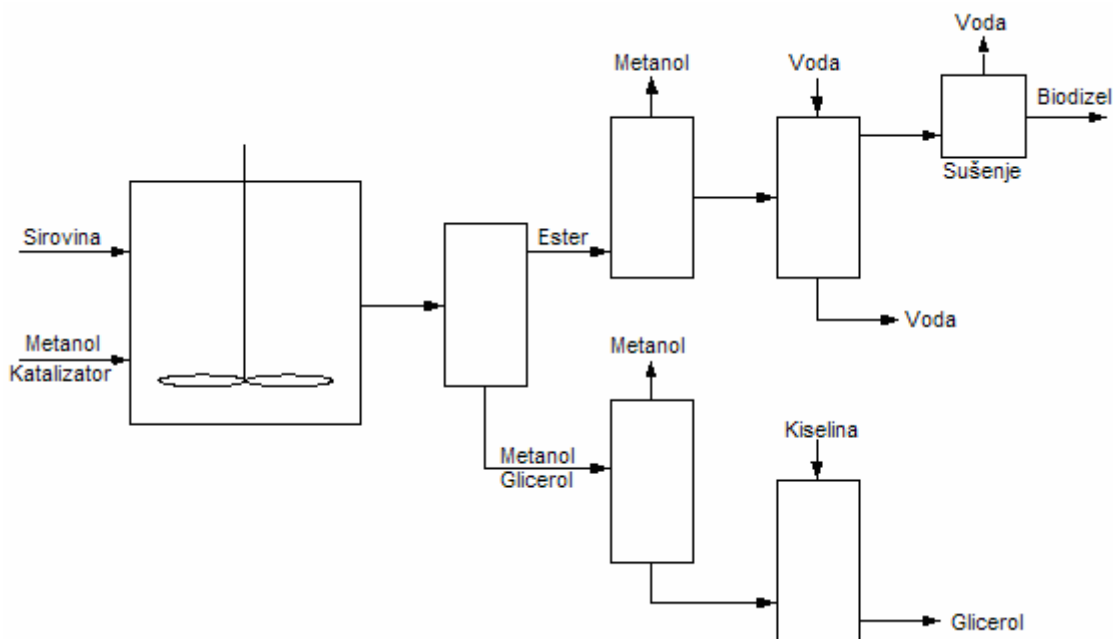 Voda
Metanol
Voda
Biodizel
Sušenje
Sirovina
Ester
Voda
Metanol
Katalizator
Metanol
Kiselina
Metanol
Glicerol
Glicerol